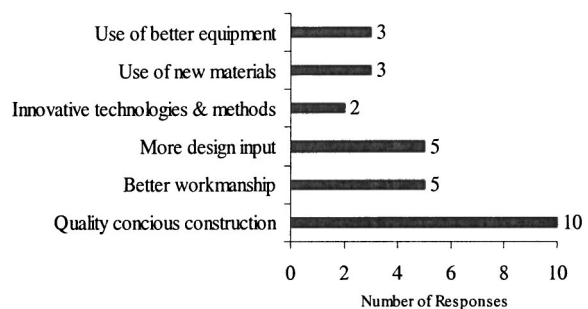 Use of better equipment 3
Use of new materials 3
Innovative technologies & methods 2
More design input 5
Better workmanship 5
Quality concious construction 10
0 2 4 6 8 10
Number of Responses